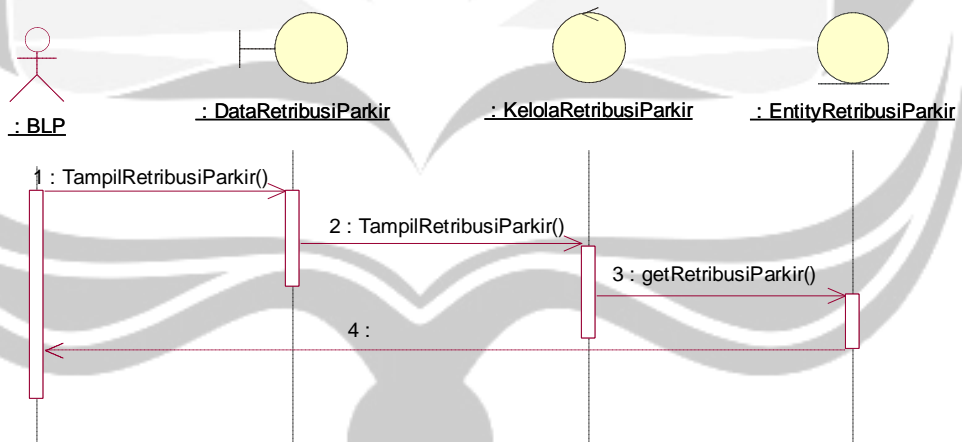 : BLP
: DataRetribusiParkir
: KelolaRetribusiParkir
: EntityRetribusiParkir
1 : TampilRetribusiParkir()
2 : TampilRetribusiParkir()
3 : getRetribusiParkir()
4 :